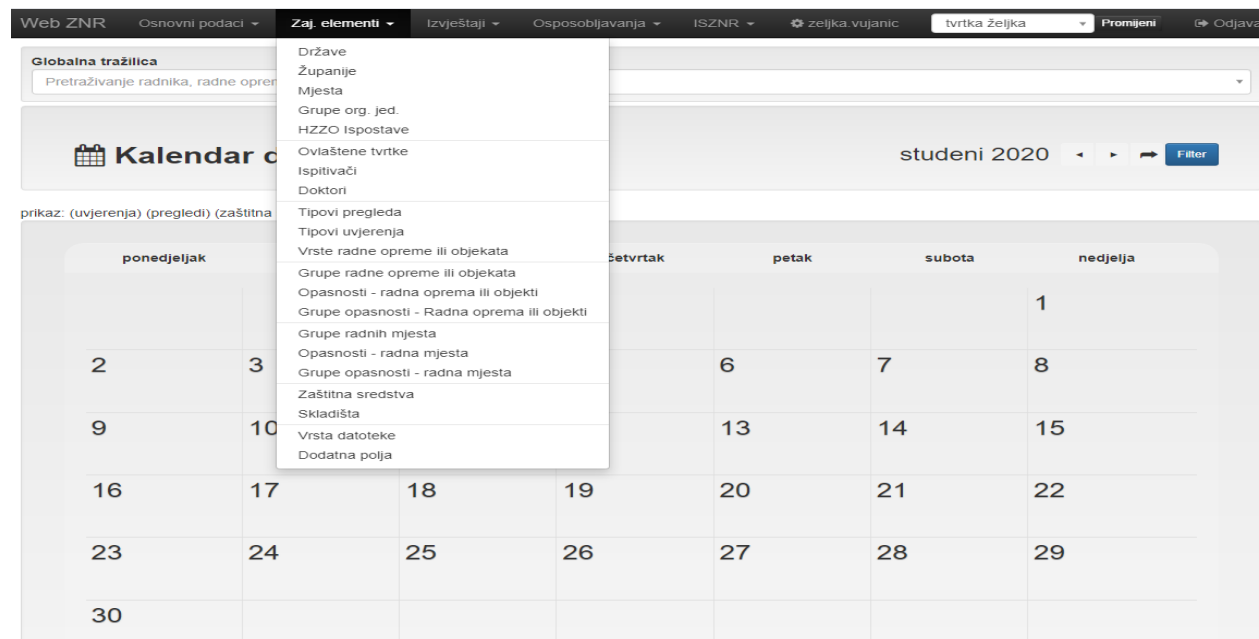 Web ZNR Osnovni podaci Zaj. elementi Izvještaji Osposobljavanja ISZNR zeljka.vujanic tvrtka željka Promijeni Odjava
Globalna tražilica
Pretraživanje radnika, radne
Države
Županije
Mjesta
Grupe org. jed.
HZZO Ispostave
Ovlaštene tvrtke
Ispitivači
Doktori
Tipovi pregleda
Tipovi uvjerenja
Vrste radne opreme ili objekata
Grupe radne opreme ili objekata
Opasnosti - radna oprema ili objekti
Grupe opasnosti - Radna oprema ili objekti
Grupe radnih mjesta
Opasnosti - radna mjesta
Grupe opasnosti - radna mjesta
Zaštitna sredstva
Skladišta
Vrsta datoteke
Dodatna polja
Kalendar studeni 2020 Filter
prikaz: (uvjerenja) (pregledi) (zaštitna
ponedjeljak četvrtak petak subota nedjelja
1
2 3 6 7 8
9 10 13 14 15
16 17 18 19 20 21 22
23 24 25 26 27 28 29
30